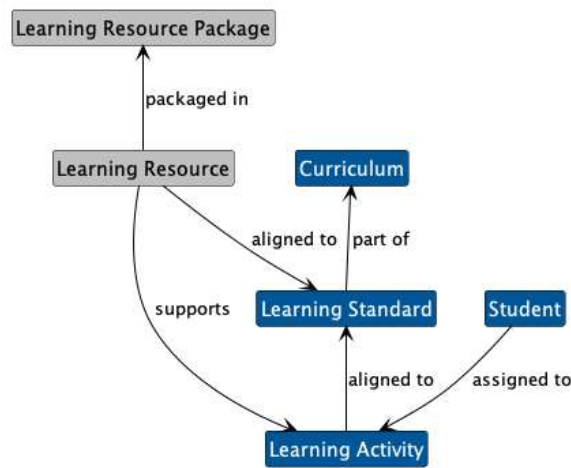 Learning Resource Package
packaged in
Learning Resource
Curriculum
aligned to
part of
Learning Standard
Student
supports
aligned to
assigned to
Learning Activity